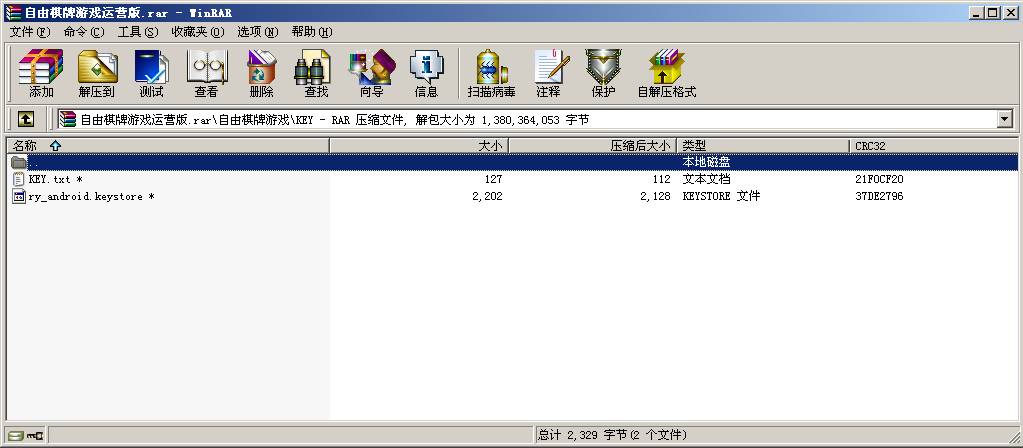 自由棋牌游戏运营版.rar - WinRAR
文件(F) 命令(C) 工具(S) 收藏夹(O) 选项(N) 帮助(H)
添加 解压到 测试 查看 删除 查找 向导 信息 扫描病毒 注释 保护 自解压格式
自由棋牌游戏运营版.rar\自由棋牌游戏\KEY - RAR 压缩文件, 解包大小为 1,380,364,053 字节
名称 大小 压缩后大小 类型 CRC32
.. 本地磁盘
KEY.txt * 127 112 文本文档 21F0CF20
ry_android.keystore * 2,202 2,128 KEYSTORE 文件 37DE2796
总计 2,329 字节(2 个文件)